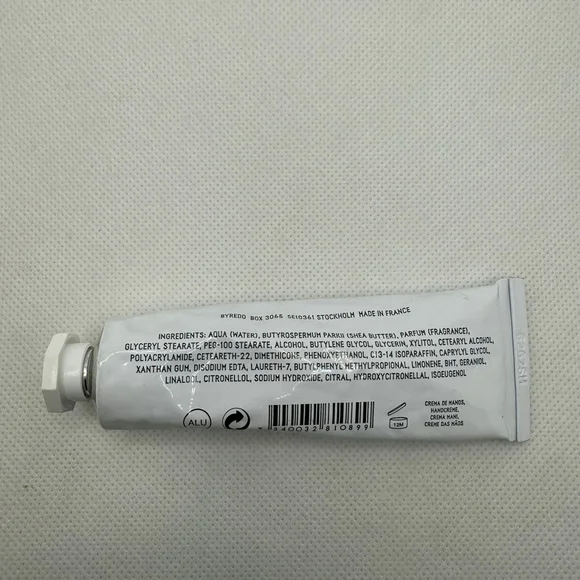 BYREDO BOX 3065 SE10361 STOCKHOLM MADE IN FRANCE
INGREDIENTS: AQUA (WATER), BUTYROSPERMUM PARKII (SHEA BUTTER), PARFUM (FRAGRANCE),
GLYCERYL STEARATE, PEG-100 STEARATE, ALCOHOL, BUTYLENE GLYCOL, GLYCERIN, XYLITOL, CETEARYL ALCOHOL,
POLYACRYLAMIDE, CETEARETH-22, DIMETHICONE, PHENOXYETHANOL, C13-14 ISOPARAFFIN, CAPRYLYL GLYCOL,
XANTHAN GUM, DISODIUM EDTA, LAURETH-7, BUTYLPHENYL METHYLPROPIONAL, LIMONENE, BHT, GERANIOL,
LINALOOL, CITRONELLOL, SODIUM HYDROXIDE, CITRAL, HYDROXYCITRONELLAL, ISOEUGENOL
CREMA DE MANOS,
HANDCREME,
CREMA MANI,
CREME DAS MÃOS
ALU
340032 810899
12M